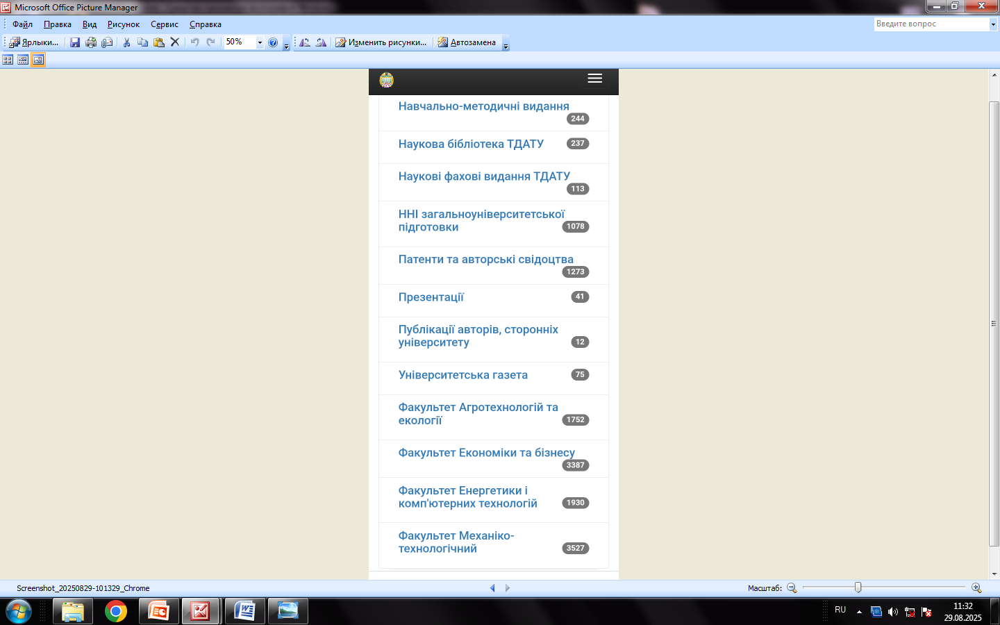 Microsoft Office Picture Manager
Файл Правка Вид Рисунок Сервис Справка
Введите вопрос
Ярлыки... 50% Изменить рисунки... Автозамена
Навчально-методичні видання
244
Наукова бібліотека ТДАТУ 237
Наукові фахові видання ТДАТУ
113
ННІ загальноуніверситетської
підготовки 1078
Патенти та авторські свідоцтва
1273
Презентації 41
Публікації авторів, сторонніх
університету 12
Університетська газета 75
Факультет Агротехнологій та
екології 1752
Факультет Економіки та бізнесу
3387
Факультет Енергетики і
комп'ютерних технологій 1930
Факультет Механіко-
технологічний 3527
Screenshot_20250829-101329_Chrome Масштаб:
RU 11:32
29.08.2025